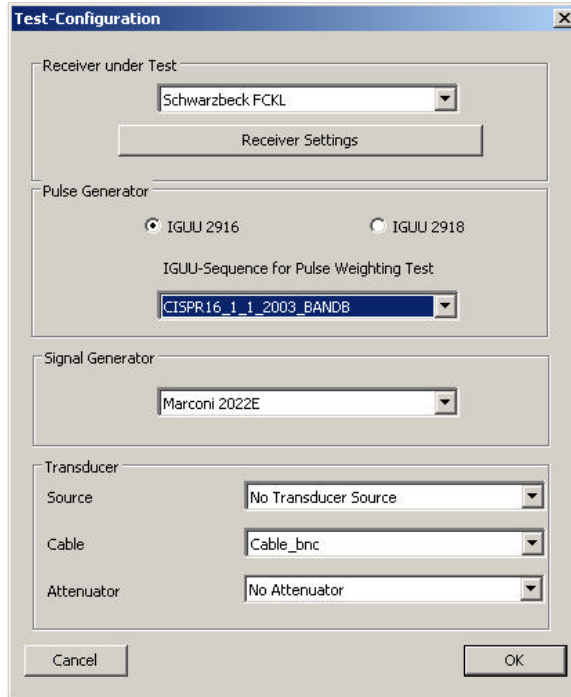 Test-Configuration
Receiver under Test
Schwarzbeck FCKL
Receiver Settings
Pulse Generator
IGUU 2916
IGUU 2918
IGUU-Sequence for Pulse Weighting Test
CISPR16_1_1_2003_BANDB
Signal Generator
Marconi 2022E
Transducer
Source
No Transducer Source
Cable
Cable_bnc
Attenuator
No Attenuator
Cancel
OK